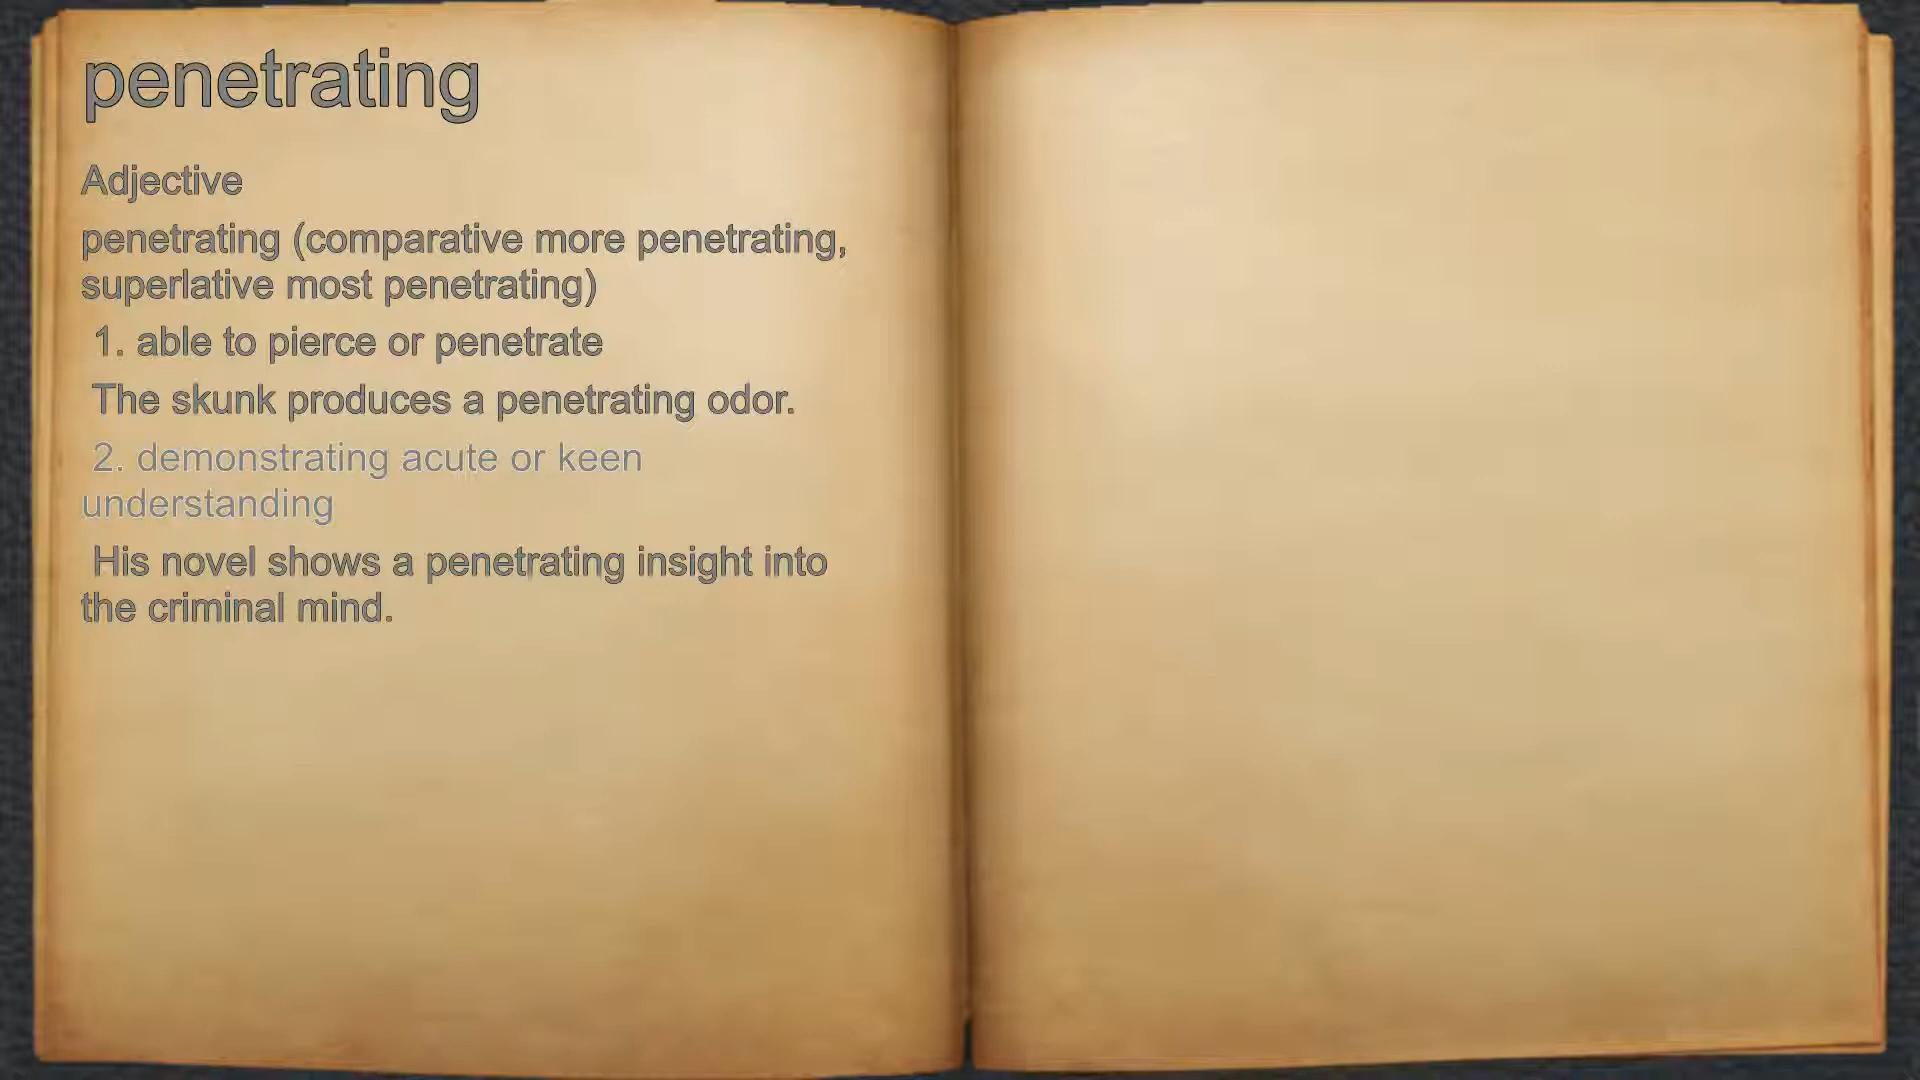 penetrating
Adjective
penetrating (comparative more penetrating,
superlative most penetrating)
1. able to pierce or penetrate
The skunk produces a penetrating odor.
2. demonstrating acute or keen
understanding
His novel shows a penetrating insight into
the criminal mind.